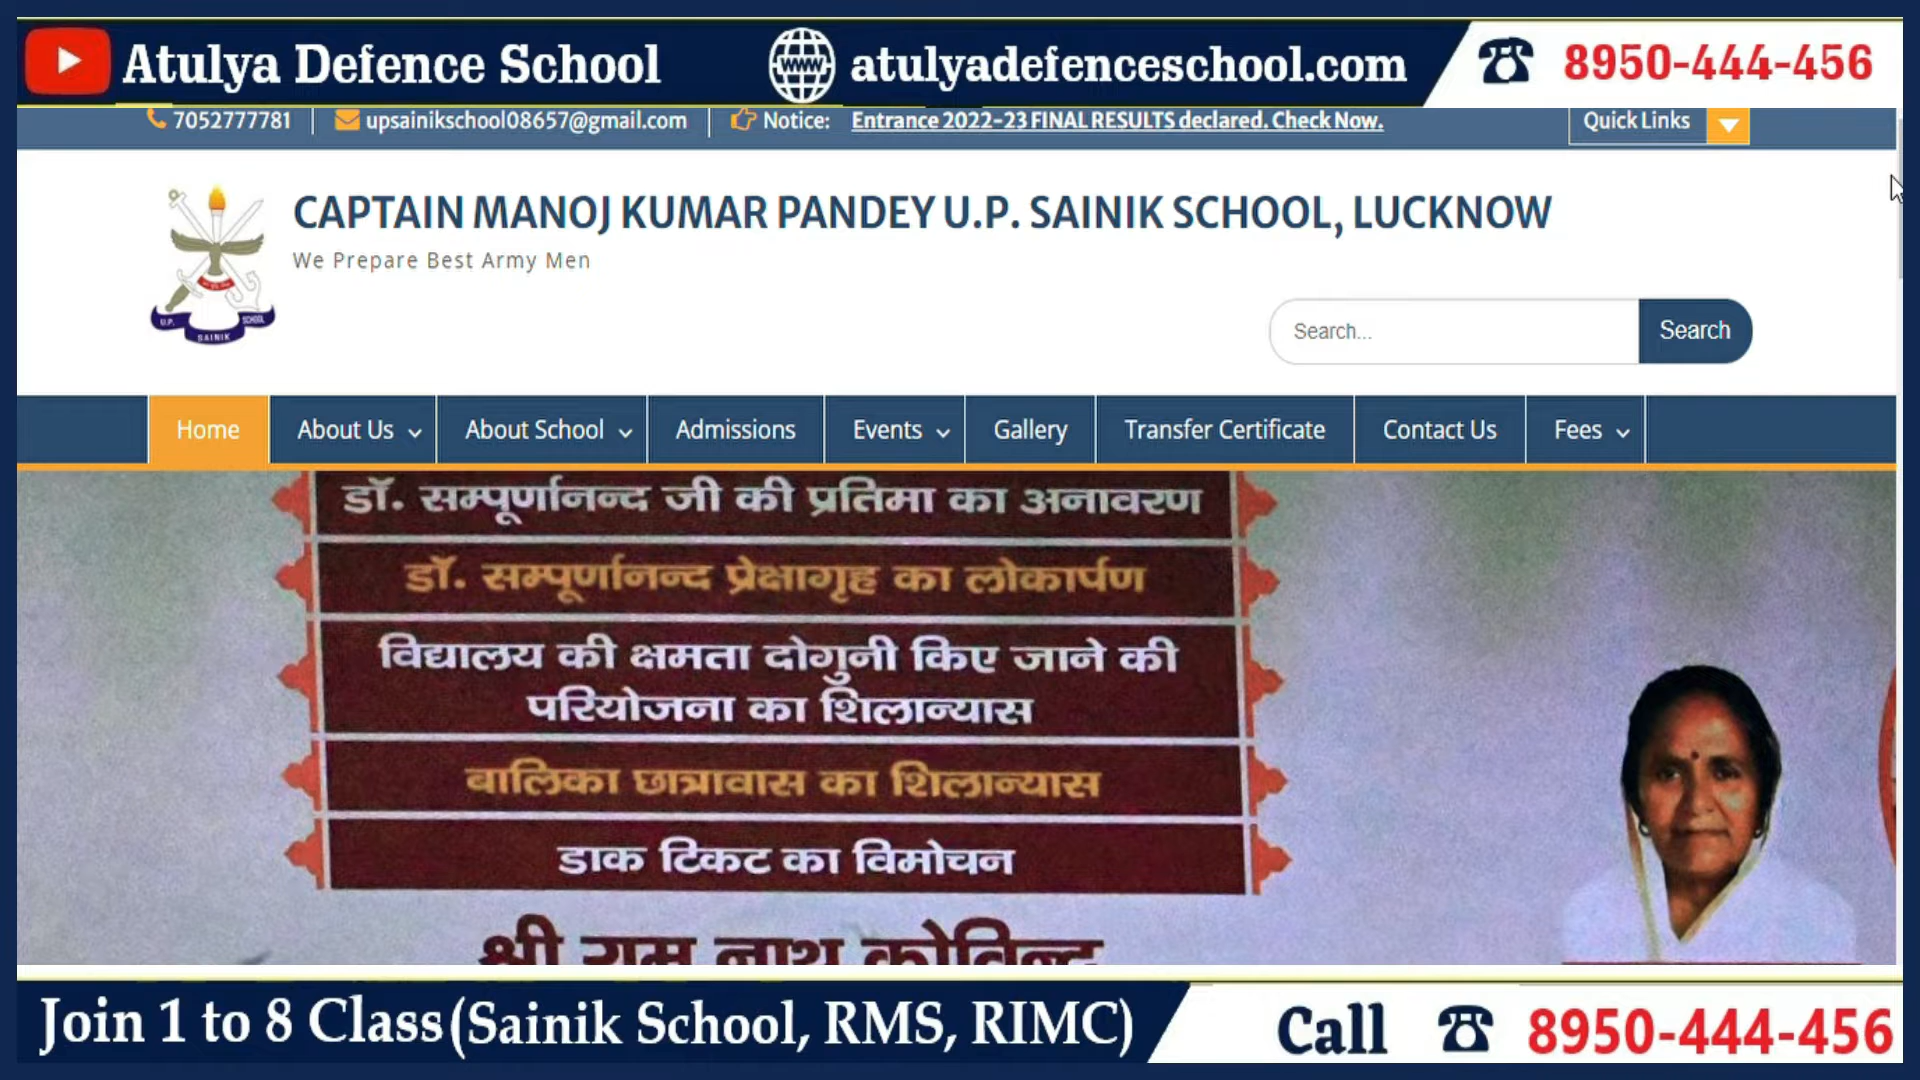 Atulya Defence School
www
atulyadefenceschool.com
8950-444-456
7052777781
upsainikschool08657@gmail.com
Notice:
Entrance 2022-23 FINAL RESULTS declared. Check Now.
Quick Links
CAPTAIN MANOJ KUMAR PANDEY U.P. SAINIK SCHOOL, LUCKNOW
We Prepare Best Army Men
U.P. SAINIK SCHOOL
Search...
Search
Home
About Us
About School
Admissions
Events
Gallery
Transfer Certificate
Contact Us
Fees
डॉ. सम्पूर्णानन्द जी की प्रतिमा का अनावरण
डॉ. सम्पूर्णानन्द प्रेक्षागृह का लोकार्पण
विद्यालय की क्षमता दोगुनी किए जाने की
परियोजना का शिलान्यास
बालिका छात्रावास का शिलान्यास
डाक टिकट का विमोचन
श्री राम नाथ कोविन्द
Join 1 to 8 Class (Sainik School, RMS, RIMC)
Call
8950-444-456